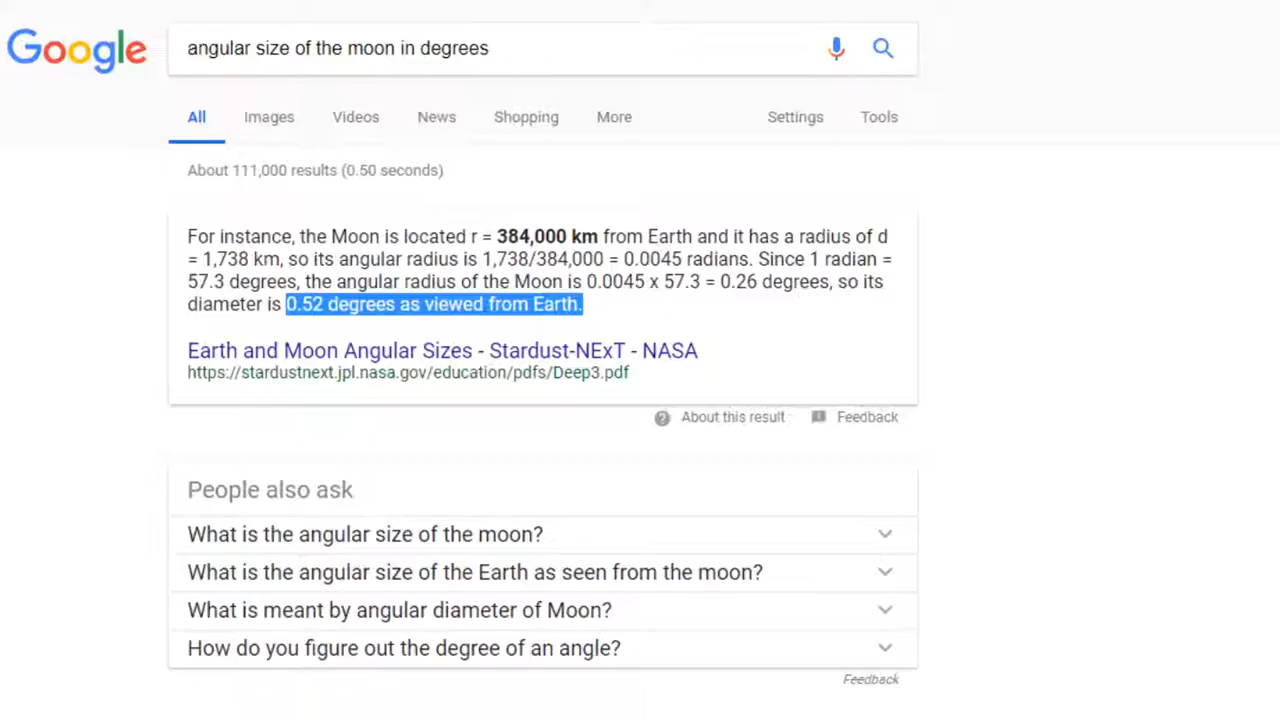 Google
angular size of the moon in degrees
All Images Videos News Shopping More Settings Tools
About 111,000 results (0.50 seconds)
For instance, the Moon is located r = 384,000 km from Earth and it has a radius of d
= 1,738 km, so its angular radius is 1,738/384,000 = 0.0045 radians. Since 1 radian =
57.3 degrees, the angular radius of the Moon is 0.0045 x 57.3 = 0.26 degrees, so its
diameter is 0.52 degrees as viewed from Earth.
Earth and Moon Angular Sizes - Stardust-NExT - NASA
https://stardustnext.jpl.nasa.gov/education/pdfs/Deep3.pdf
About this result Feedback
People also ask
What is the angular size of the moon?
What is the angular size of the Earth as seen from the moon?
What is meant by angular diameter of Moon?
How do you figure out the degree of an angle?
Feedback